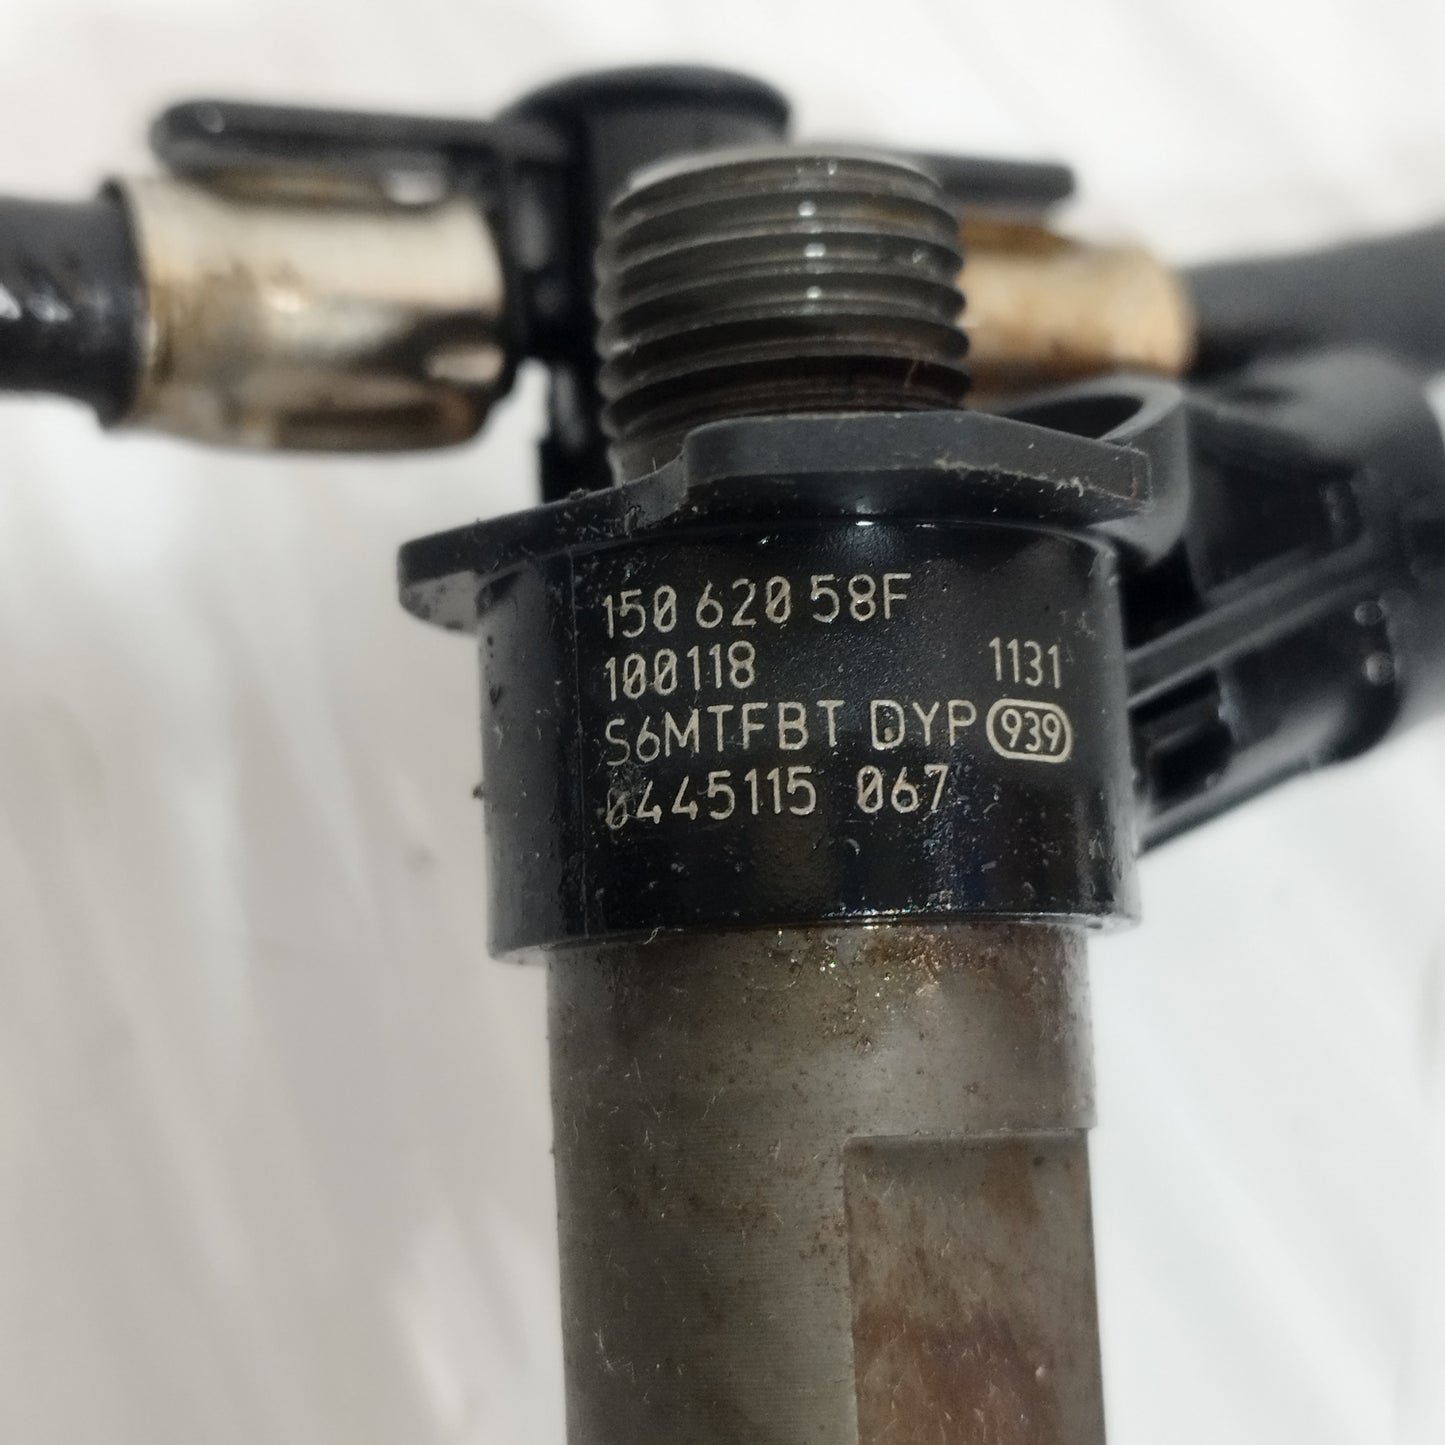 150 620 58F
100118 1131
S6MTFBT DYP 939
0445115 067